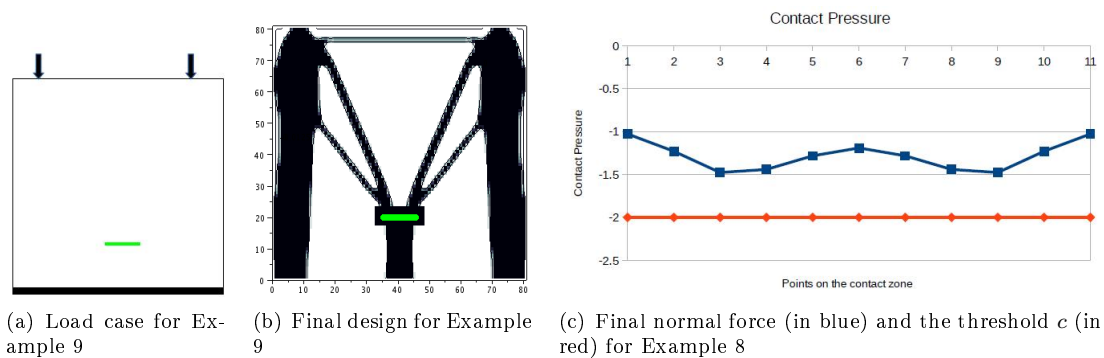 80
70
60
50
40
30
20
10
0
0 10 20 30 40 50 60 70 80
Contact Pressure
0
-0.5
-1
-1.5
-2
-2.5
1 2 3 4 5 6 7 8 9 10 11
Contact Pressure
Points on the contact zone
(a) Load case for Ex-
ample 9
(b) Final design for Example
9
(c) Final normal force (in blue) and the threshold c (in
red) for Example 8